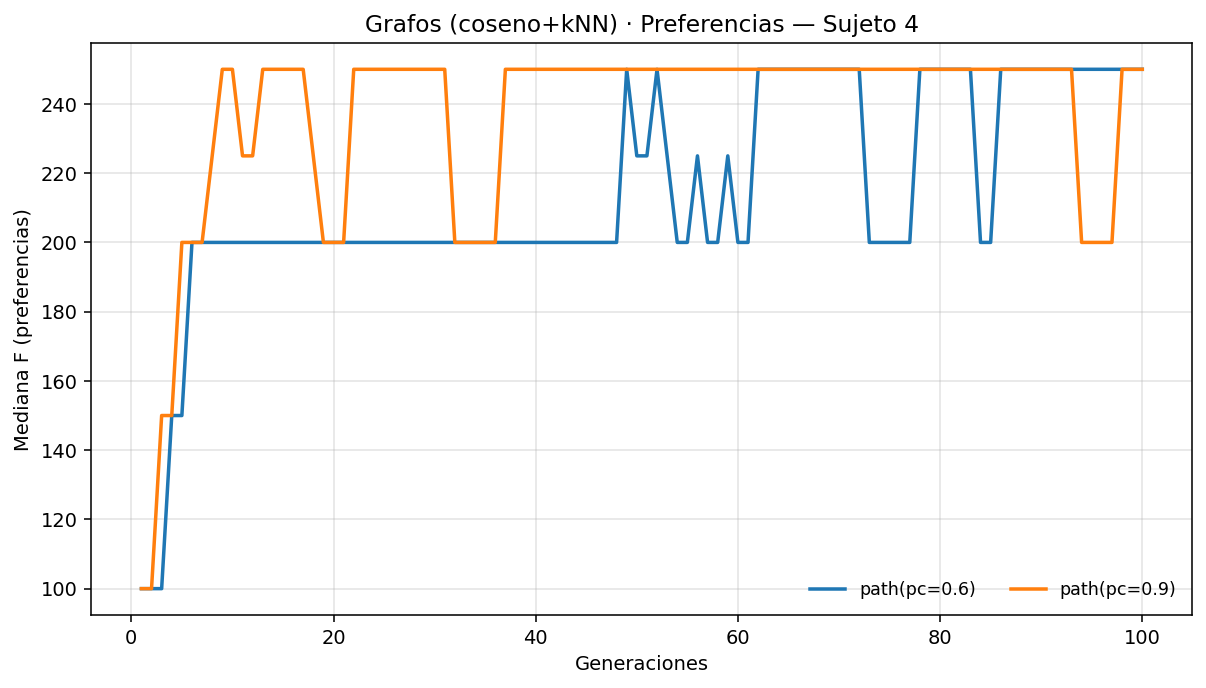 Grafos (coseno+kNN) · Preferencias — Sujeto 4
Mediana F (preferencias)
240
220
200
180
160
140
120
100
0
20
40
60
80
100
Generaciones
path(pc=0.6)
path(pc=0.9)